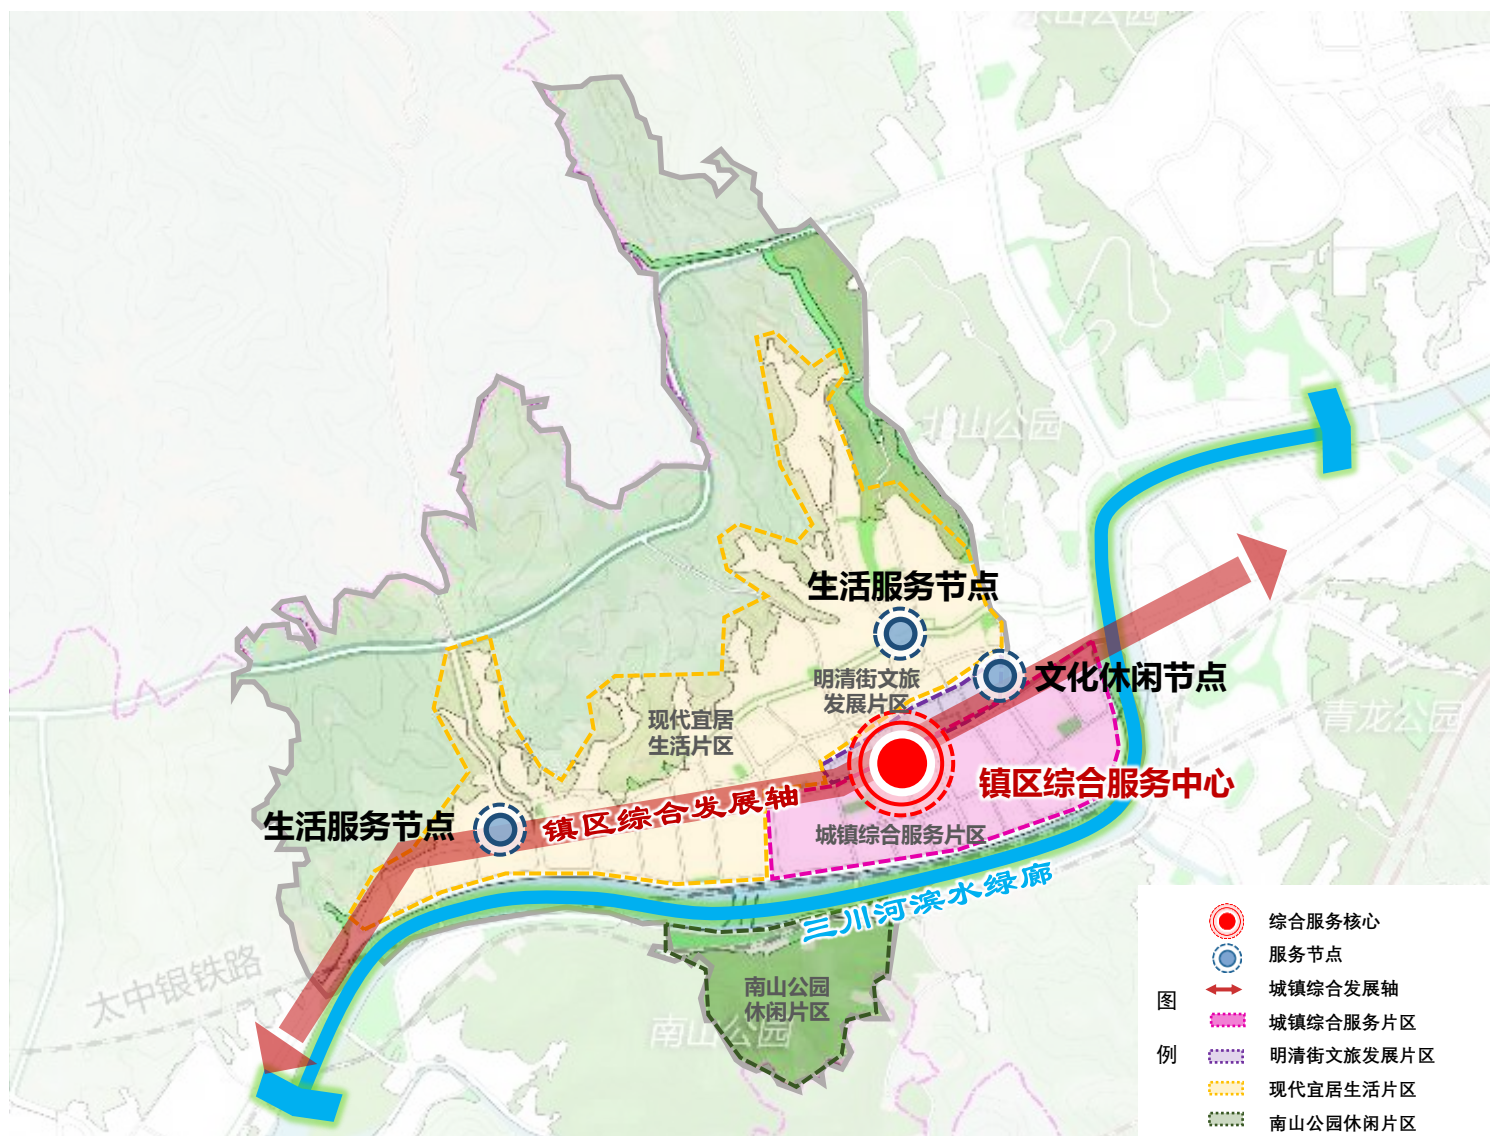 东山公园
北山公园
生活服务节点
明清街文旅
发展片区
文化休闲节点
现代宜居
生活片区
青龙公园
镇区综合服务中心
生活服务节点
镇区综合发展轴
城镇综合服务片区
三川河滨水绿廊
太中银铁路
南山公园
休闲片区
南山公园
图
例
综合服务核心
服务节点
城镇综合发展轴
城镇综合服务片区
明清街文旅发展片区
现代宜居生活片区
南山公园休闲片区